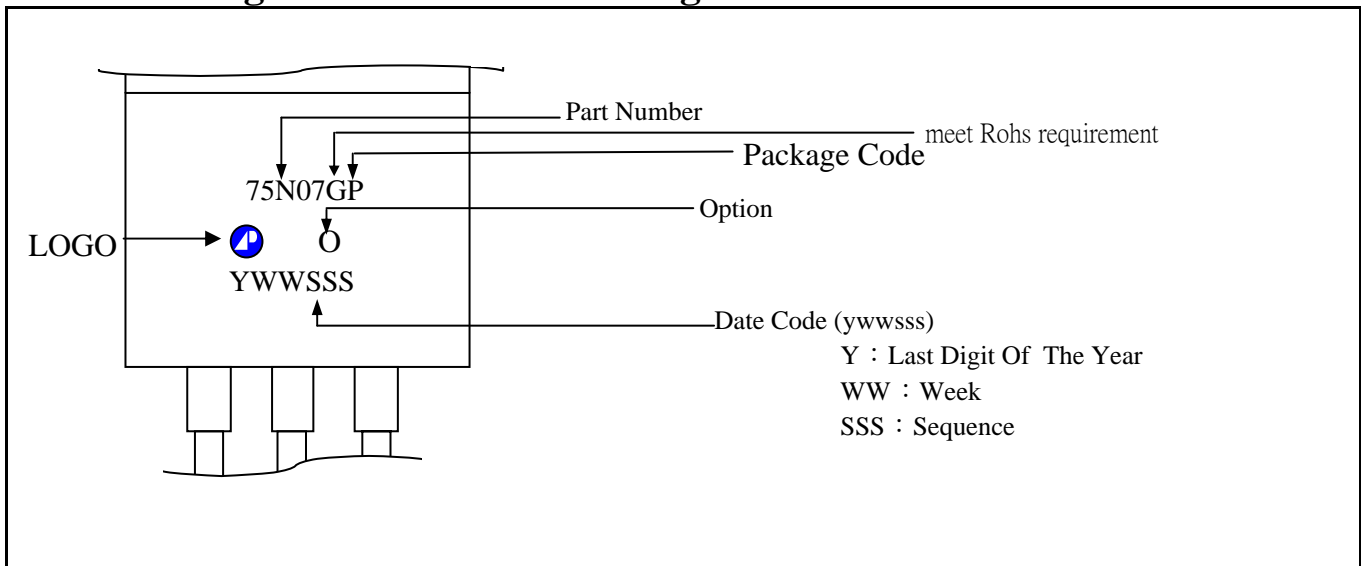 Part Number
meet Rohs requirement
Package Code
75N07GP
Option
LOGO
O
YWWSSS
Date Code (ywwsss)
Y：Last Digit Of The Year
WW：Week
SSS：Sequence